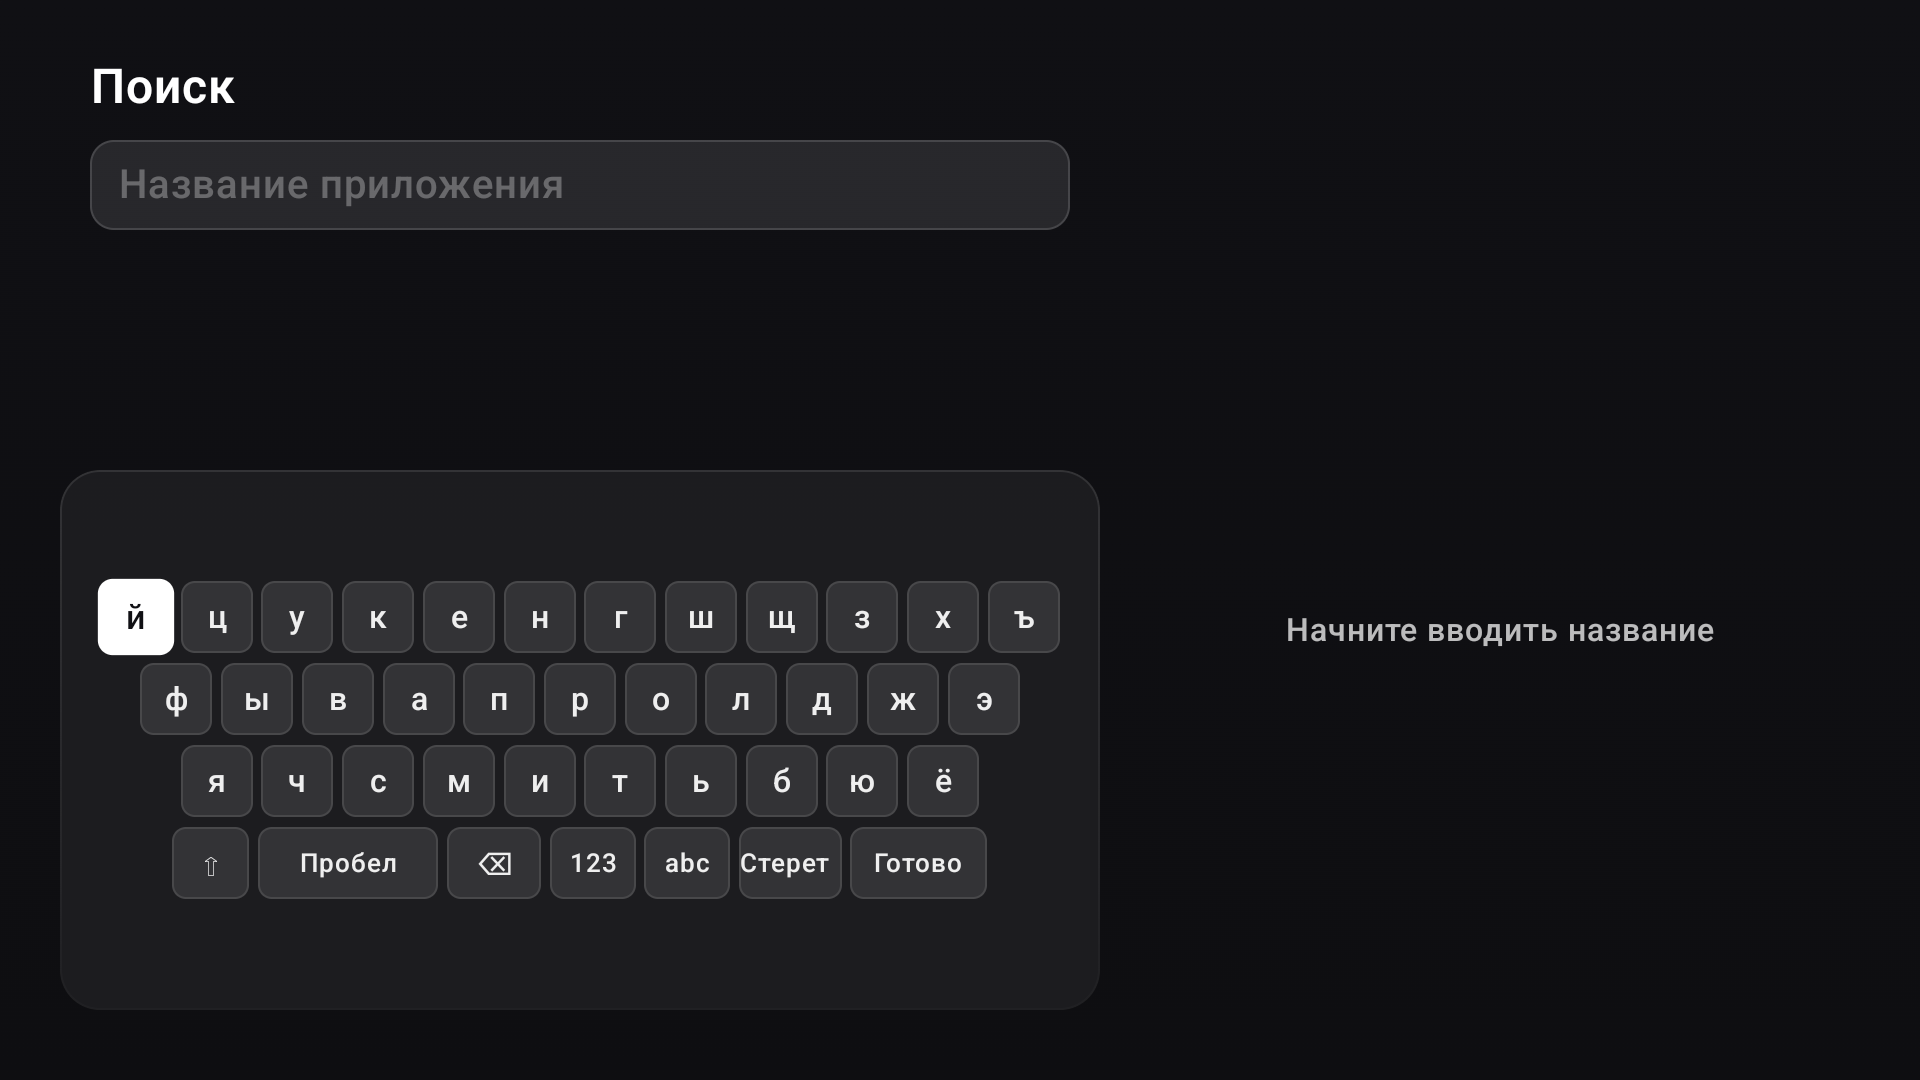 Поиск
Название приложения
й ц у к е н г ш щ з х ъ
ф ы в а п р о л д ж э
я ч с м и т ь б ю ё
⇧ Пробел ⌫ 123 abc Стерет Готово
Начните вводить название